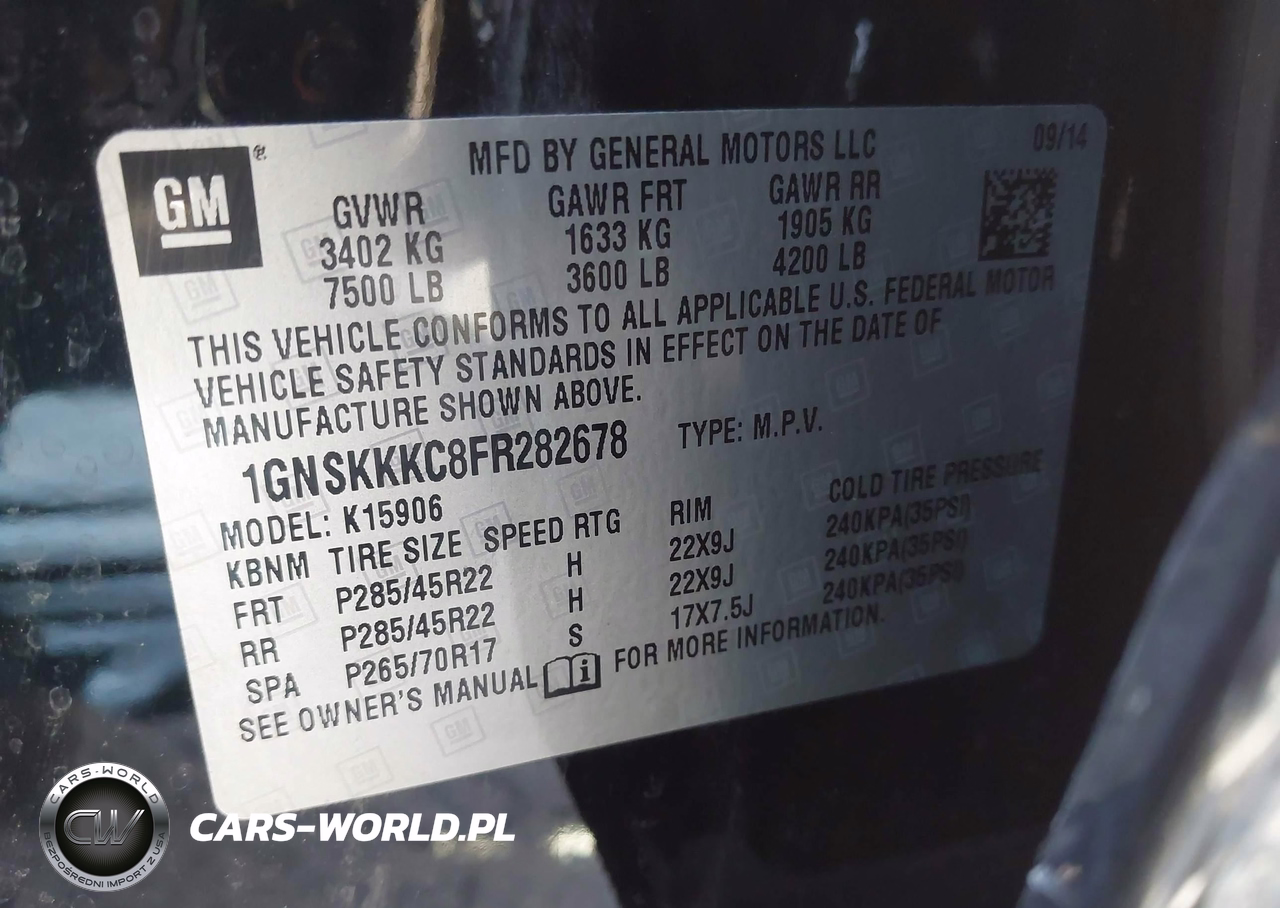 GM
MFD BY GENERAL MOTORS LLC
09/14
GVWR GAWR FRT GAWR RR
3402 KG 1633 KG 1905 KG
7500 LB 3600 LB 4200 LB
THIS VEHICLE CONFORMS TO ALL APPLICABLE U.S. FEDERAL MOTOR
VEHICLE SAFETY STANDARDS IN EFFECT ON THE DATE OF
MANUFACTURE SHOWN ABOVE.
1GNSKKKC8FR282678 TYPE: M.P.V.
MODEL: K15906
KBNM TIRE SIZE SPEED RTG RIM COLD TIRE PRESSURE
FRT P285/45R22 H 22X9J 240KPA(35PSI)
RR P285/45R22 H 22X9J 240KPA(35PSI)
SPA P265/70R17 S 17X7.5J 240KPA(35PSI)
SEE OWNER'S MANUAL i FOR MORE INFORMATION.
CARS-WORLD
CW
BEZPOŚREDNI IMPORT Z USA
CARS-WORLD.PL